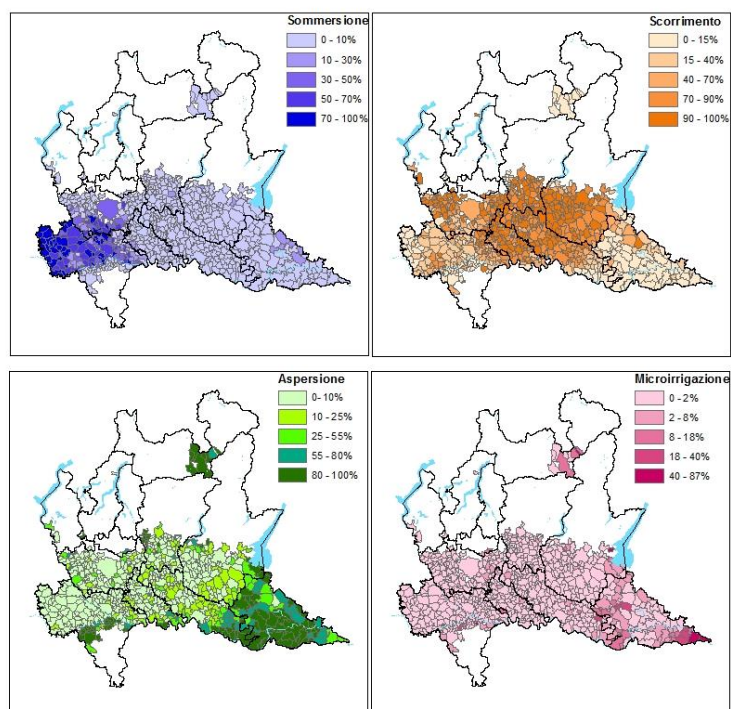 Sommersione
0 - 10%
10 - 30%
30 - 50%
50 - 70%
70 - 100%
Scorrimento
0 - 15%
15 - 40%
40 - 70%
70 - 90%
90 - 100%
Aspersione
0- 10%
10 - 25%
25 - 55%
55 - 80%
80 - 100%
Microirrigazione
0 - 2%
2 - 8%
8 - 18%
18 - 40%
40 - 87%